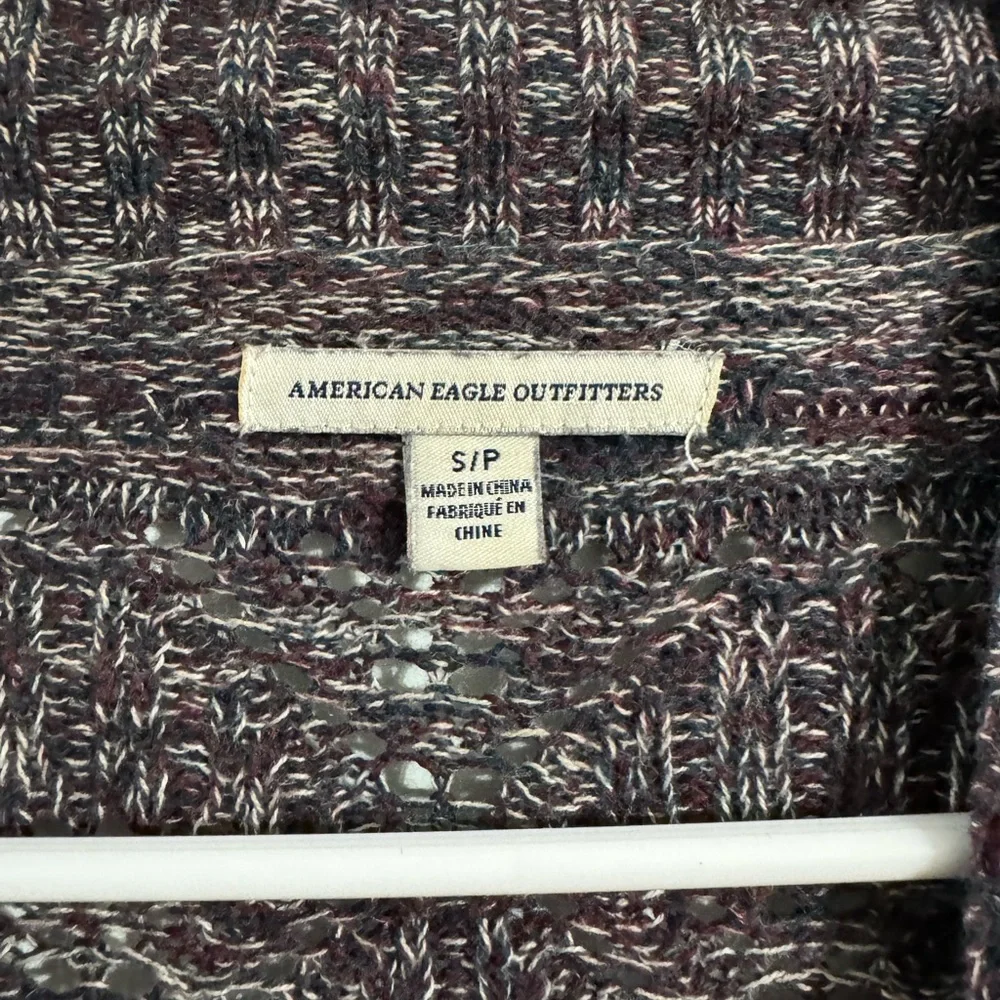 AMERICAN EAGLE OUTFITTERS
S/P
MADE IN CHINA
FABRIQUÉ EN
CHINE